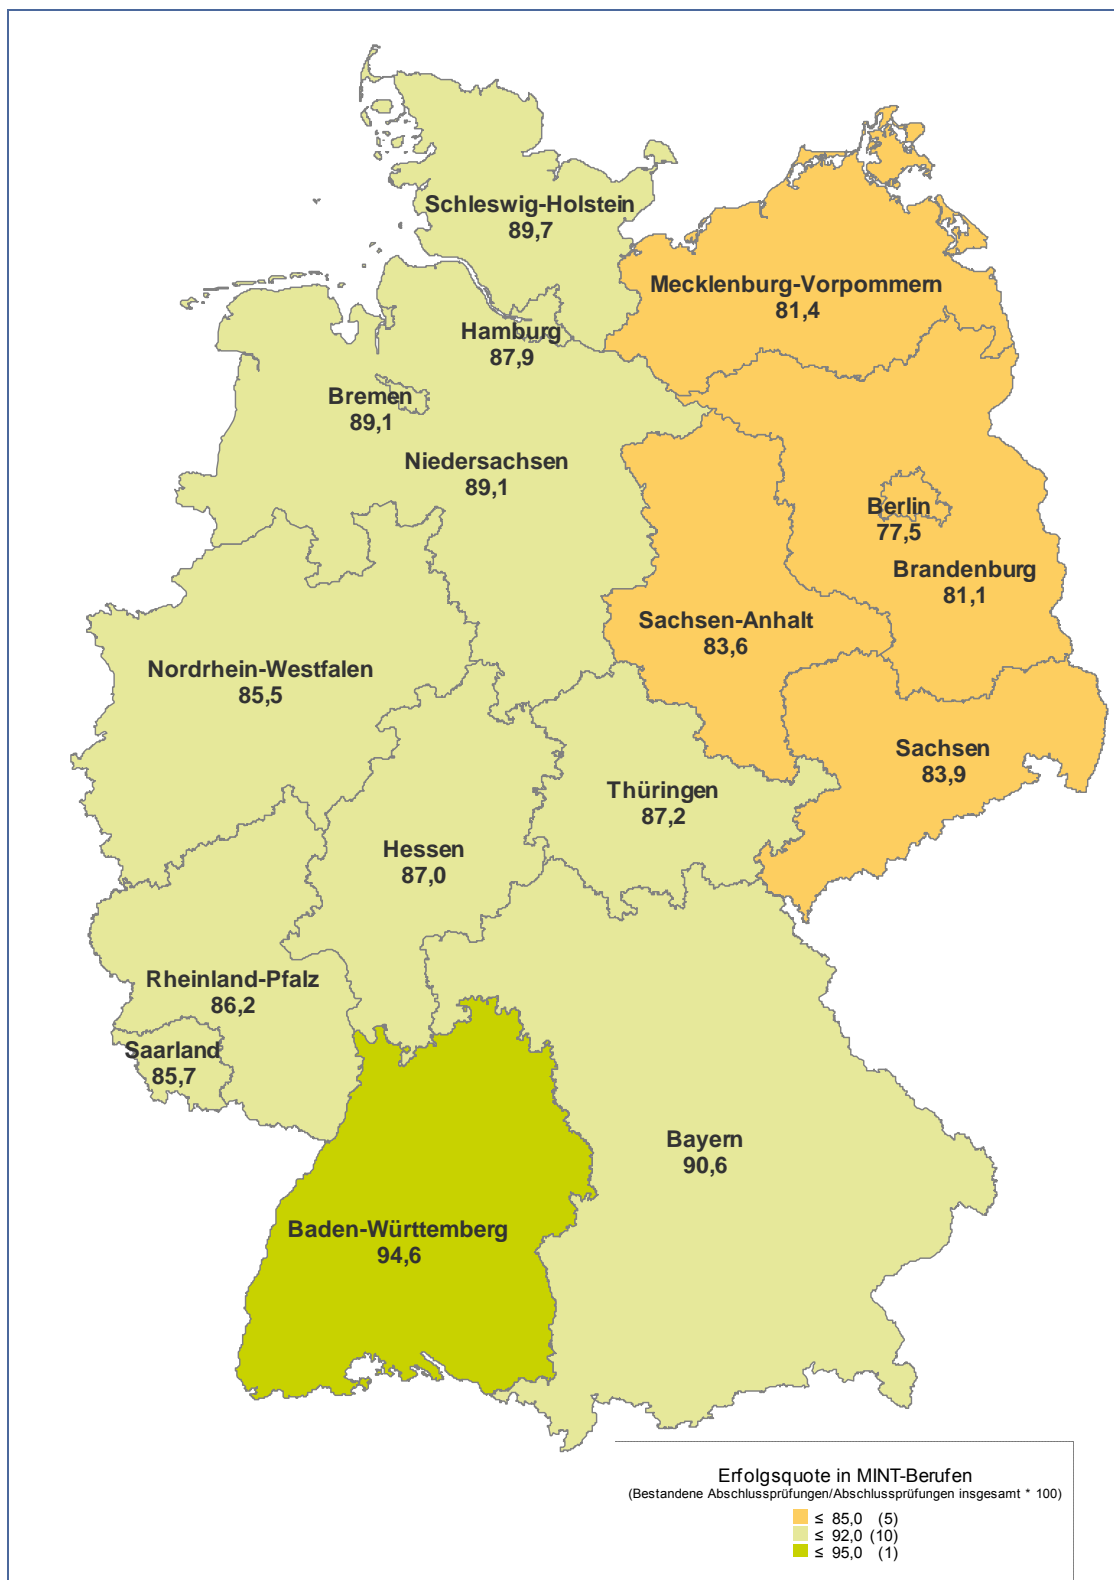 Schleswig-Holstein
89,7
Mecklenburg-Vorpommern
81,4
Hamburg
87,9
Bremen
89,1
Niedersachsen
89,1
Berlin
77,5
Brandenburg
81,1
Sachsen-Anhalt
83,6
Nordrhein-Westfalen
85,5
Sachsen
83,9
Thüringen
87,2
Hessen
87,0
Rheinland-Pfalz
86,2
Saarland
85,7
Bayern
90,6
Baden-Württemberg
94,6
Erfolgsquote in MINT-Berufen
(Bestandene Abschlussprüfungen/Abschlussprüfungen insgesamt * 100)
≤ 85,0 (5)
≤ 92,0 (10)
≤ 95,0 (1)